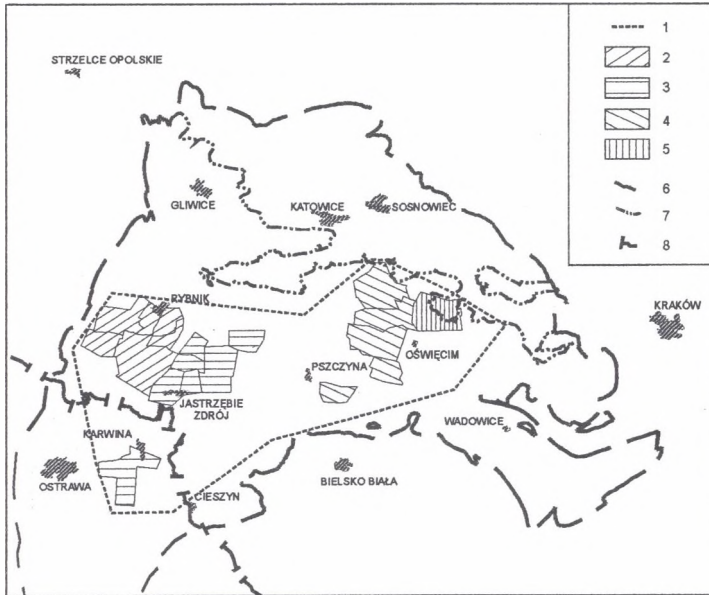 STRZELCE OPOLSKIE
GLIWICE
KATOWICE
SOSNOWIEC
KRAKÓW
RYBNIK
OŚWIĘCIM
PSZCZYNA
JASTRZĘBIE
ZDRÓJ
WADOWICE
KARWINA
OSTRAWA
BIELSKO BIAŁA
CIESZYN
1
2
3
4
5
6
7
8